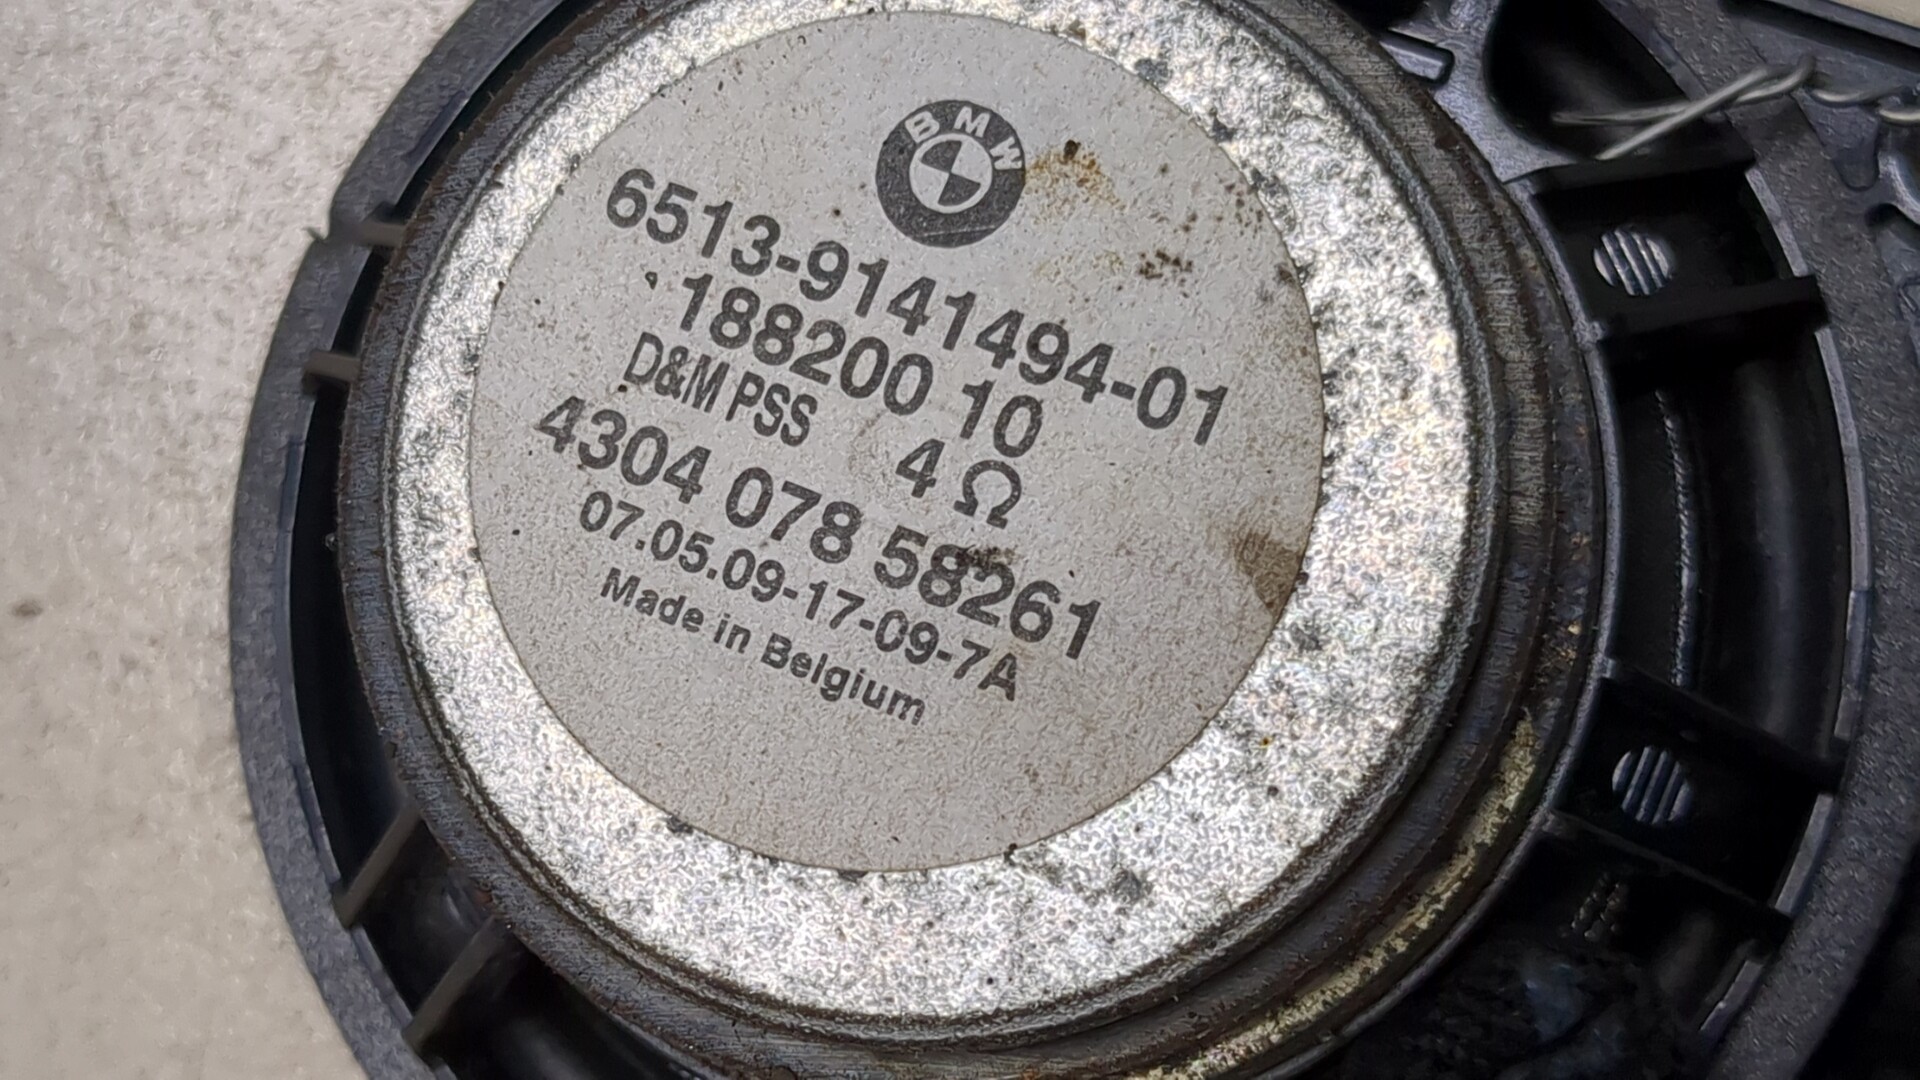 BMW
6513-9141494-01
188200 10
D&M PSS 4 Ω
4304 078 58261
07.05.09-17-09-7A
Made in Belgium